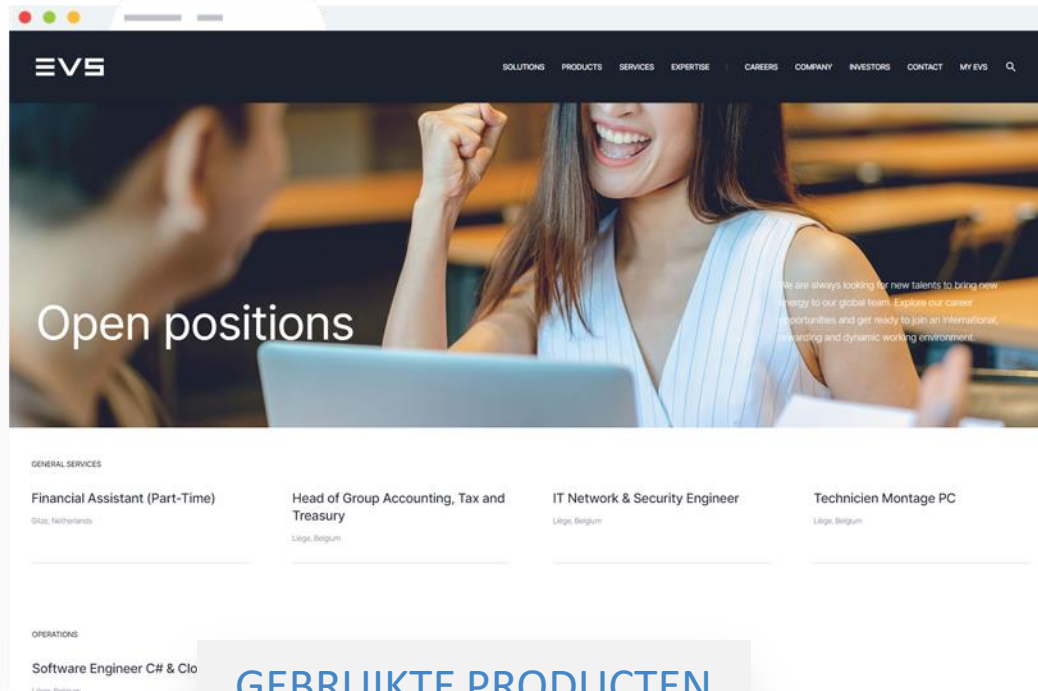 EVS
SOLUTIONS PRODUCTS SERVICES EXPERTISE CAREERS COMPANY INVESTORS CONTACT MY EVS
Open positions
We are always looking for new talents to bring new
energy to our global team. Explore our career
opportunities and get ready to join an international,
rewarding and dynamic working environment.
GENERAL SERVICES
Financial Assistant (Part-Time)
Gilze, Netherlands
Head of Group Accounting, Tax and
Treasury
Liège, Belgium
IT Network & Security Engineer
Liège, Belgium
Technicien Montage PC
Liège, Belgium
OPERATIONS
Software Engineer C# & Clo
Liège, Belgium
GEBRUIKTE PRODUCTEN